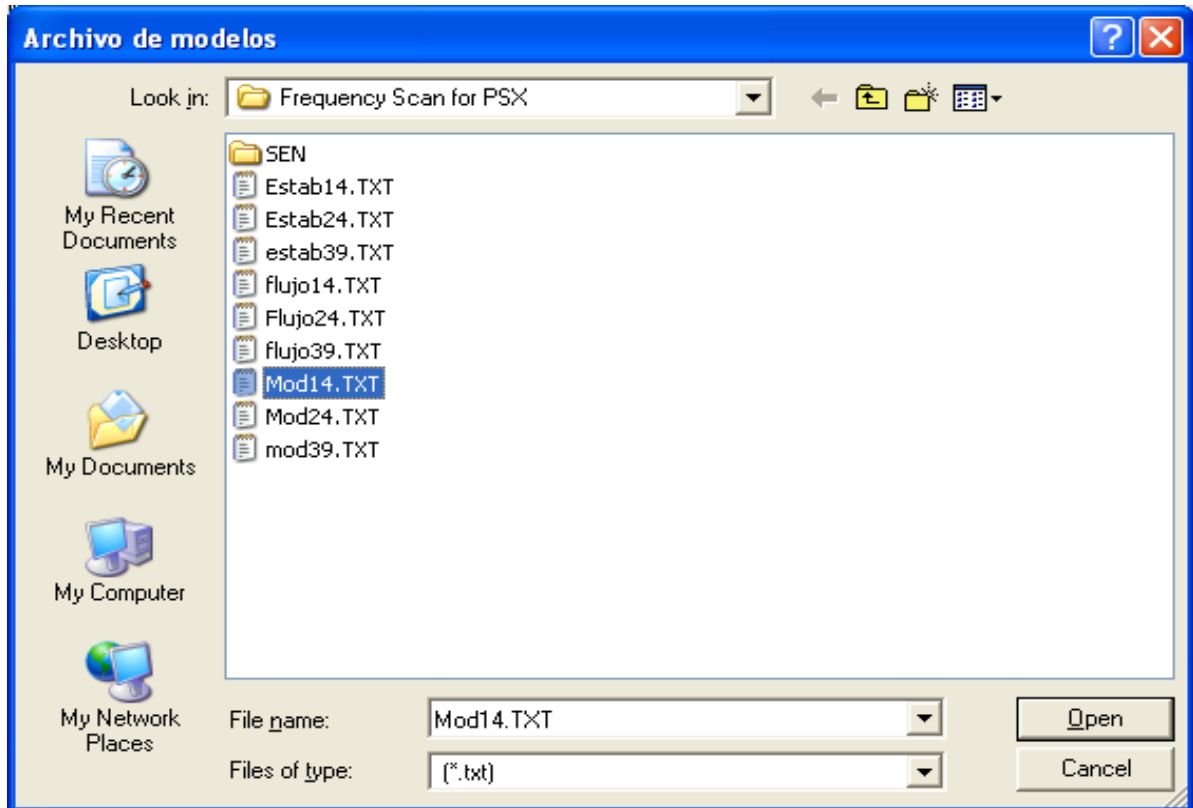 Archivo de modelos
Look in: Frequency Scan for PSX
SEN
Estab14.TXT
Estab24.TXT
estab39.TXT
flujo14.TXT
Flujo24.TXT
flujo39.TXT
Mod14.TXT
Mod24.TXT
mod39.TXT
My Recent
Documents
Desktop
My Documents
My Computer
My Network
Places
File name: Mod14.TXT Open
Files of type: (*.txt) Cancel